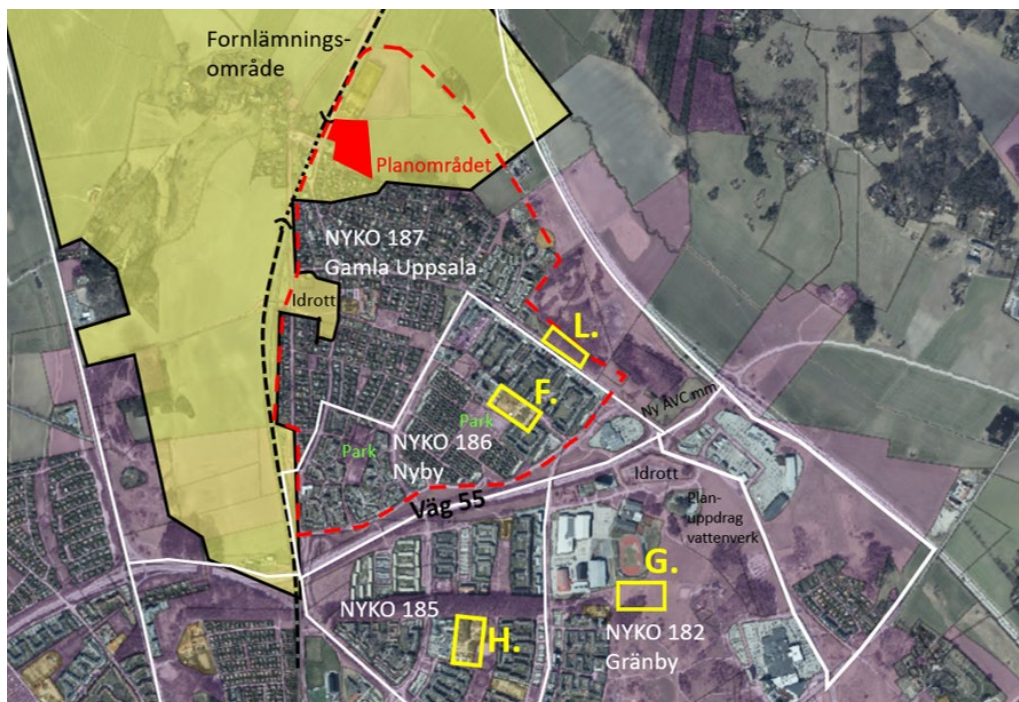 Fornlämnings-
område
Planområdet
NYKO 187
Gamla Uppsala
Idrott
L.
F.
Ny ÅVC mm
Park
Park
NYKO 186
Nyby
Väg 55
Idrott
Plan-
uppdrag
vattenverk
G.
NYKO 185
H.
NYKO 182
Gränby